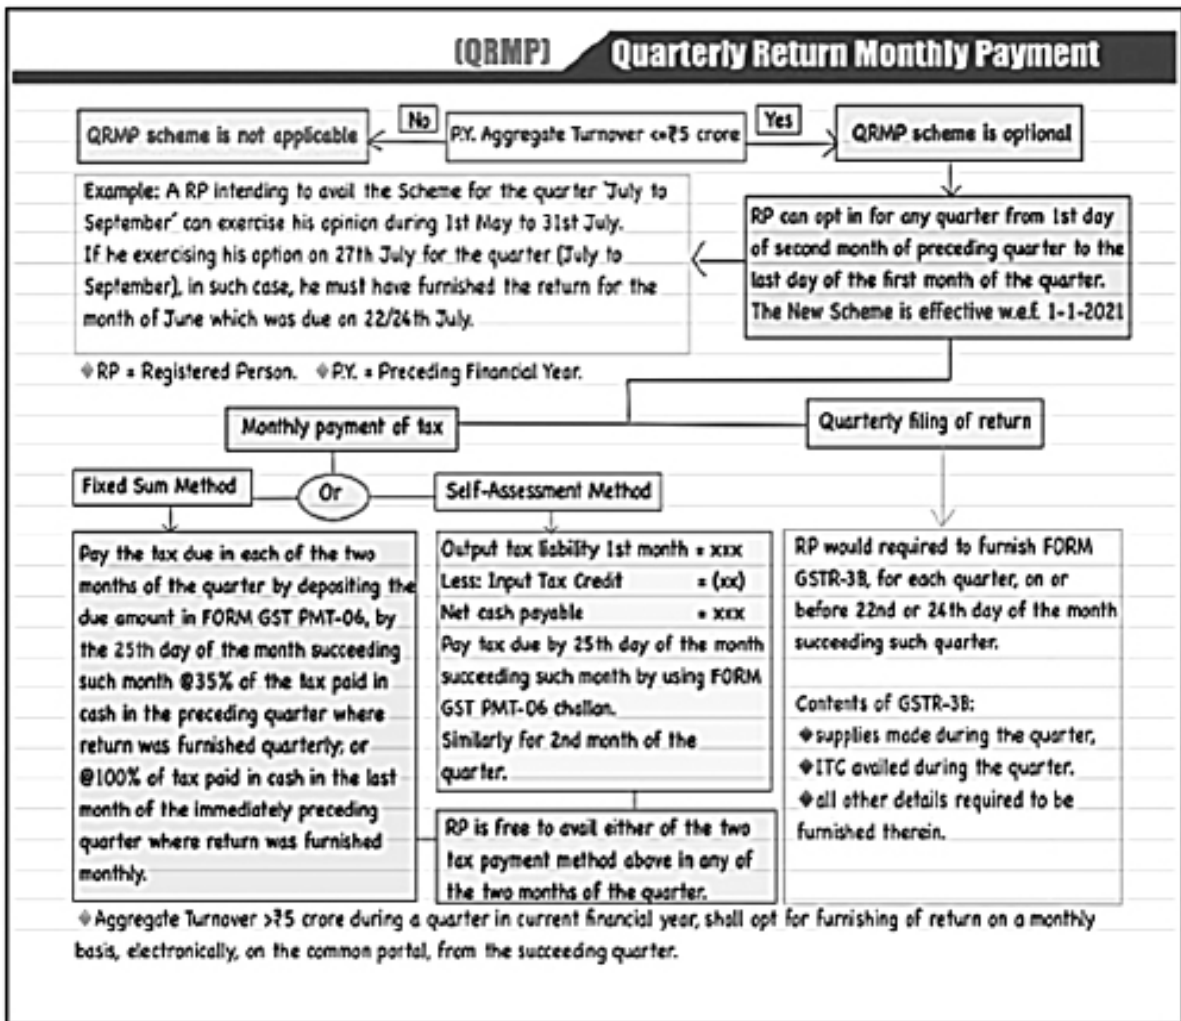 (QRMP) Quarterly Return Monthly Payment
QRMP scheme is not applicable
No
P.Y. Aggregate Turnover <=₹5 crore
Yes
QRMP scheme is optional
Example: A RP intending to avail the Scheme for the quarter 'July to
September' can exercise his opinion during 1st May to 31st July.
If he exercising his option on 27th July for the quarter (July to
September), in such case, he must have furnished the return for the
month of June which was due on 22/24th July.
RP can opt in for any quarter from 1st day
of second month of preceding quarter to the
last day of the first month of the quarter.
The New Scheme is effective w.e.f. 1-1-2021
◆RP = Registered Person. ◆P.Y. = Preceding Financial Year.
Monthly payment of tax
Quarterly filing of return
Fixed Sum Method
Or
Self-Assessment Method
Pay the tax due in each of the two
months of the quarter by depositing the
due amount in FORM GST PMT-06, by
the 25th day of the month succeeding
such month @35% of the tax paid in
cash in the preceding quarter where
return was furnished quarterly; or
@100% of tax paid in cash in the last
month of the immediately preceding
quarter where return was furnished
monthly.
Output tax liability 1st month = xxx
Less: Input Tax Credit = (xx)
Net cash payable = xxx
Pay tax due by 25th day of the month
succeeding such month by using FORM
GST PMT-06 challan.
Similarly for 2nd month of the
quarter.
RP is free to avail either of the two
tax payment method above in any of
the two months of the quarter.
RP would required to furnish FORM
GSTR-3B, for each quarter, on or
before 22nd or 24th day of the month
succeeding such quarter.
Contents of GSTR-3B:
◆supplies made during the quarter,
◆ITC availed during the quarter.
◆all other details required to be
furnished therein.
◆Aggregate Turnover >₹5 crore during a quarter in current financial year, shall opt for furnishing of return on a monthly
basis, electronically, on the common portal, from the succeeding quarter.